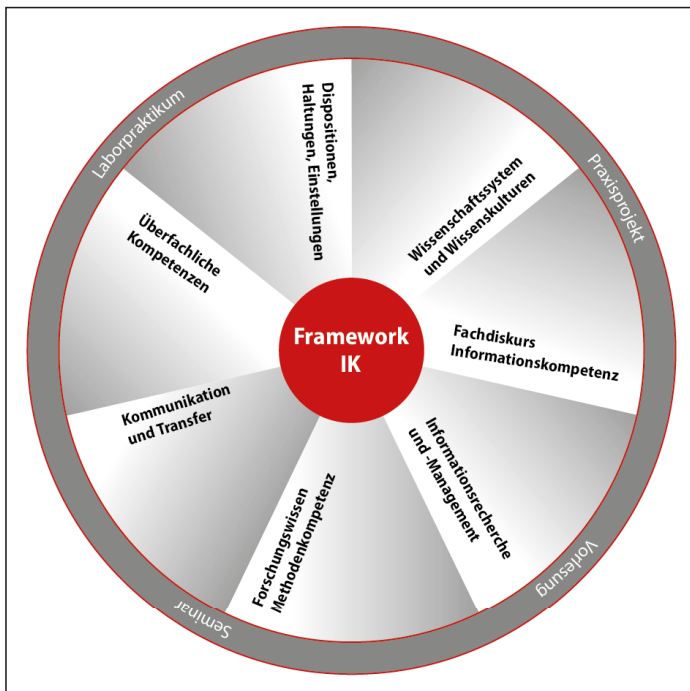 Framework
IK
Dispositionen,
Haltungen, Einstellungen
Wissenschaftssystem
und Wissenskulturen
Fachdiskurs
Informationskompetenz
Informationsrecherche
und -Management
Forschungswissen
Methodenkompetenz
Kommunikation
und Transfer
Überfachliche
Kompetenzen
Laborpraktikum
Praxisprojekt
Vorlesung
Seminar